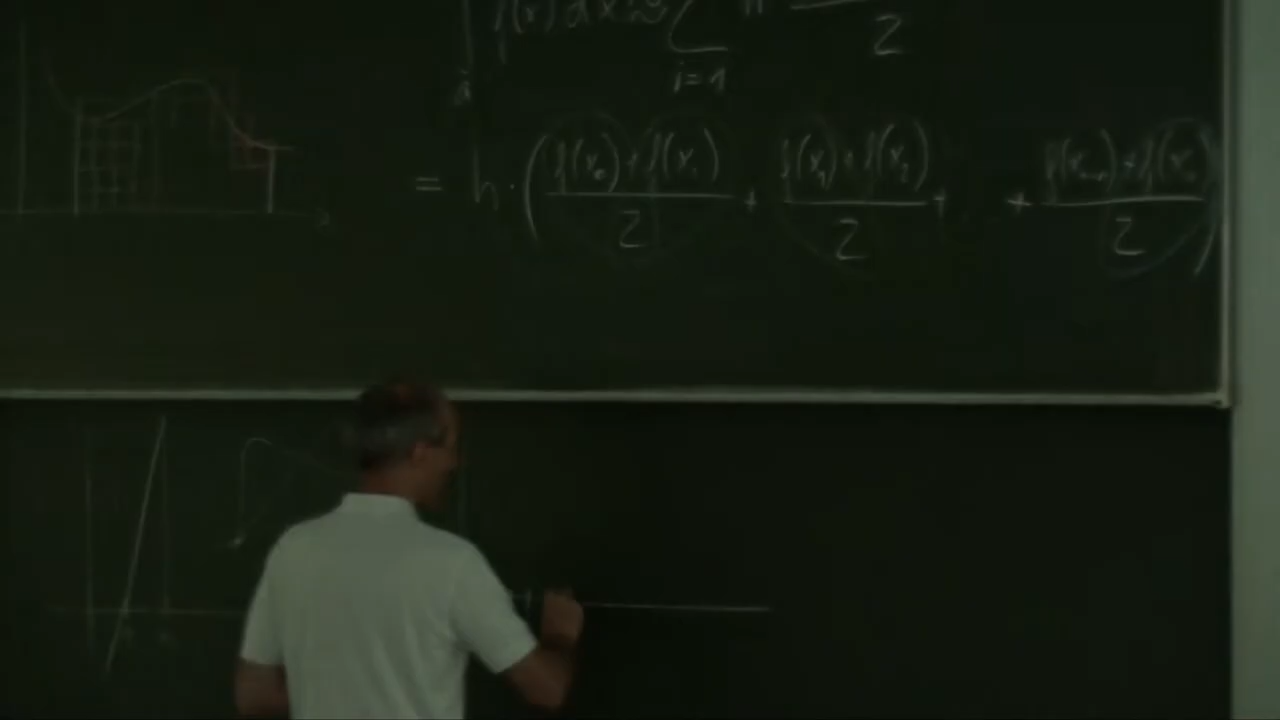 f(x) dx ≈ ∑ h 2
a i=1
= h · ( f(x₀)+f(x₁) / 2 + f(x₁)+f(x₂) / 2 + + f(xₙ₋₁)+f(xₙ) / 2 )